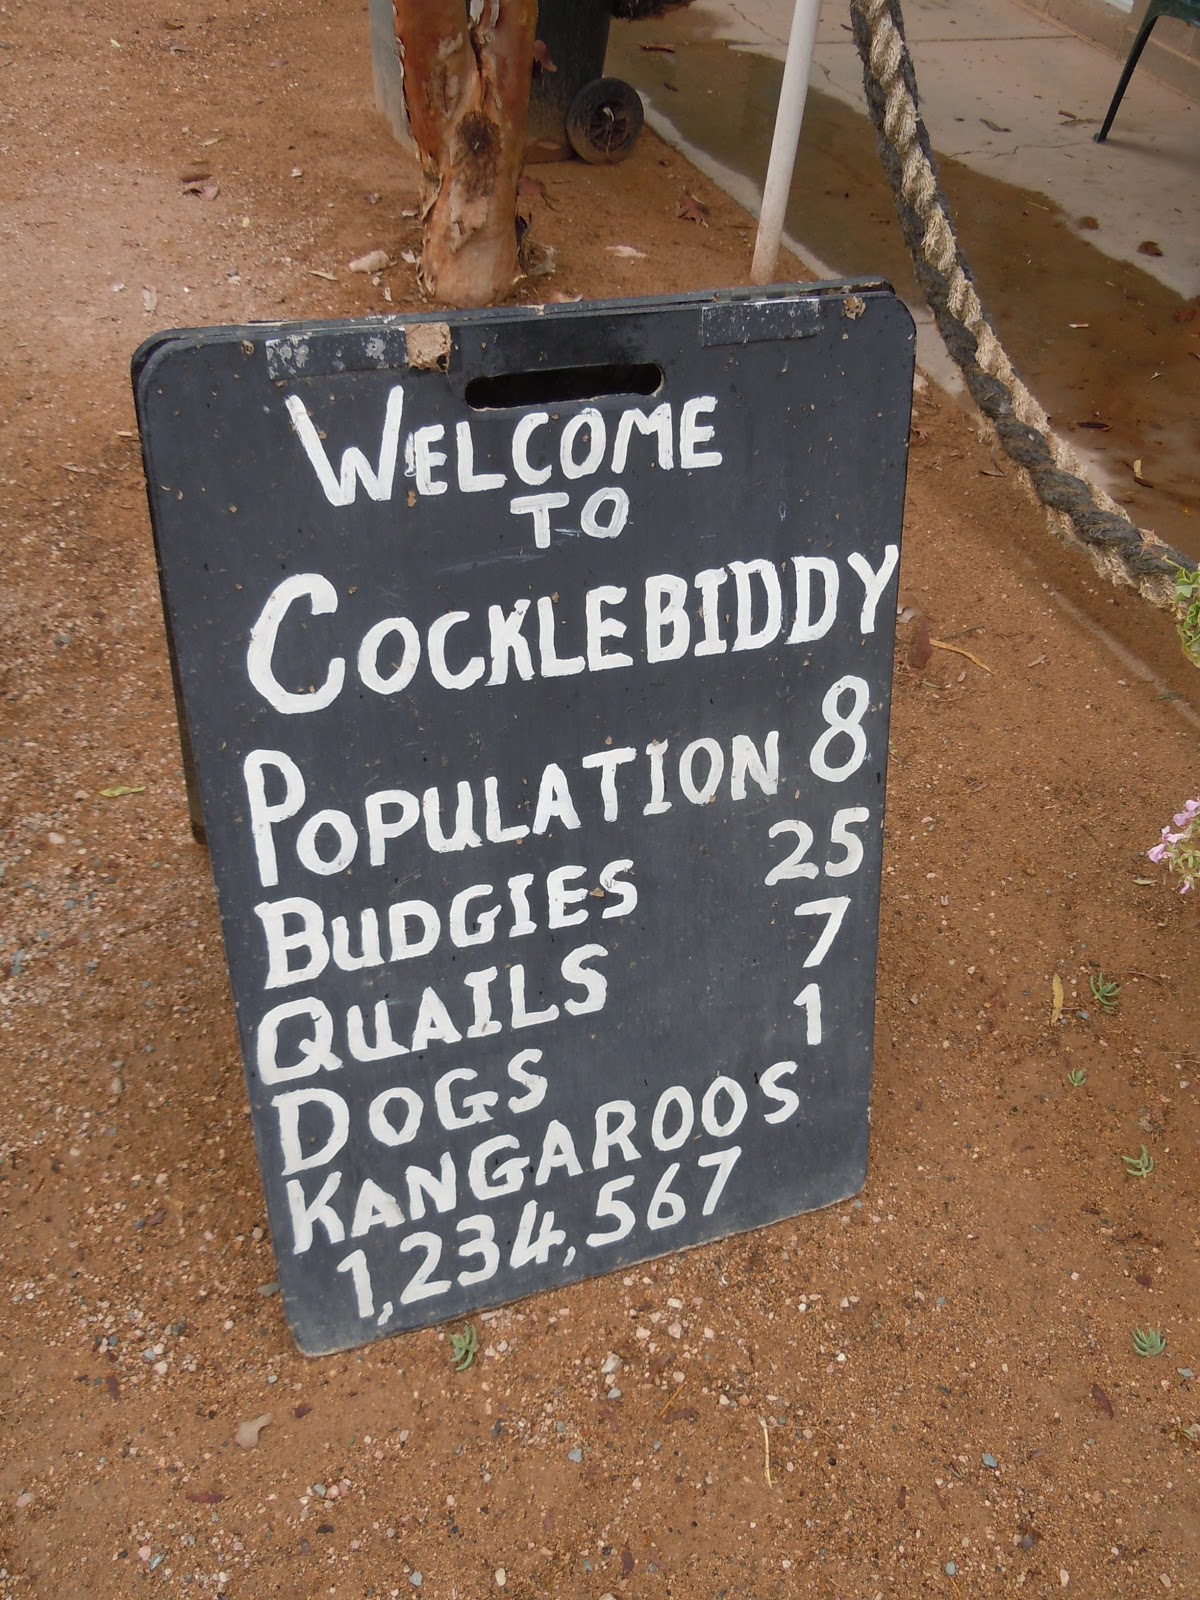 WELCOME
TO
COCKLEBIDDY
POPULATION 8
BUDGIES 25
QUAILS 7
DOGS 1
KANGAROOS
1,234,567